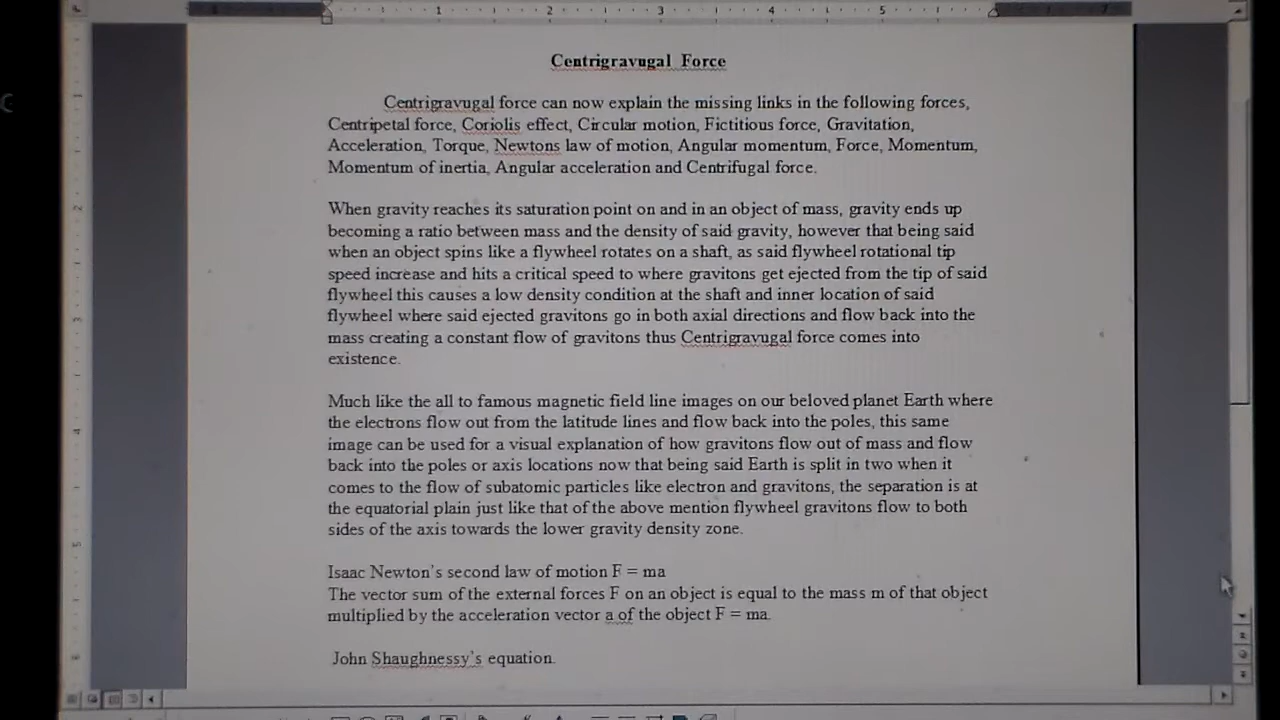 Centrigravugal Force
Centrigravugal force can now explain the missing links in the following forces,
Centripetal force, Coriolis effect, Circular motion, Fictitious force, Gravitation,
Acceleration, Torque, Newtons law of motion, Angular momentum, Force, Momentum,
Momentum of inertia, Angular acceleration and Centrifugal force.
When gravity reaches its saturation point on and in an object of mass, gravity ends up
becoming a ratio between mass and the density of said gravity, however that being said
when an object spins like a flywheel rotates on a shaft, as said flywheel rotational tip
speed increase and hits a critical speed to where gravitons get ejected from the tip of said
flywheel this causes a low density condition at the shaft and inner location of said
flywheel where said ejected gravitons go in both axial directions and flow back into the
mass creating a constant flow of gravitons thus Centrigravugal force comes into
existence.
Much like the all to famous magnetic field line images on our beloved planet Earth where
the electrons flow out from the latitude lines and flow back into the poles, this same
image can be used for a visual explanation of how gravitons flow out of mass and flow
back into the poles or axis locations now that being said Earth is split in two when it
comes to the flow of subatomic particles like electron and gravitons, the separation is at
the equatorial plain just like that of the above mention flywheel gravitons flow to both
sides of the axis towards the lower gravity density zone.
Isaac Newton's second law of motion F = ma
The vector sum of the external forces F on an object is equal to the mass m of that object
multiplied by the acceleration vector a of the object F = ma.
John Shaughnessy's equation.